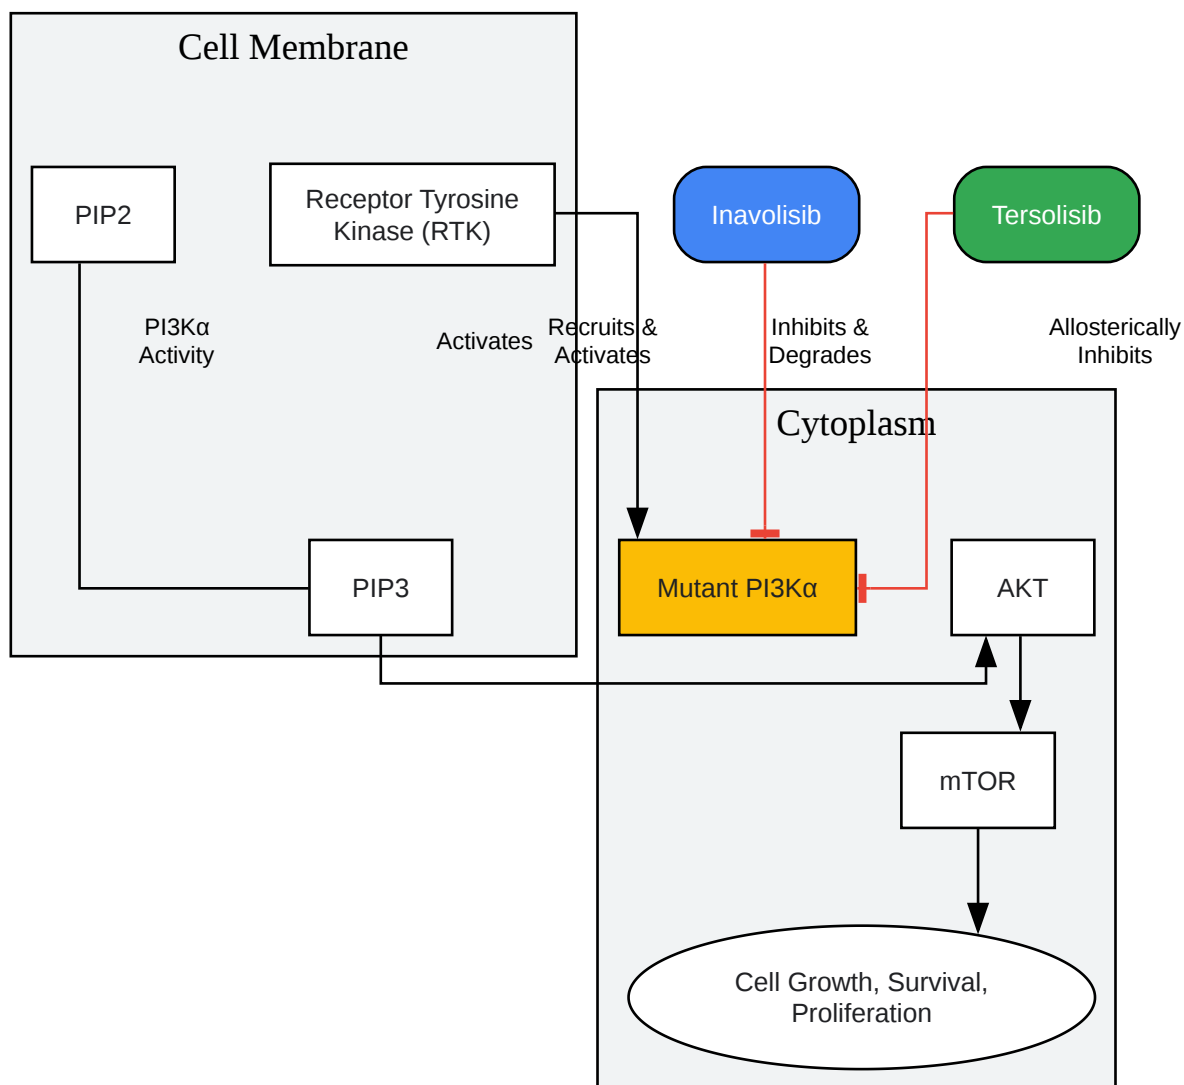 Cell Membrane
PIP2
Receptor Tyrosine
Kinase (RTK)
Inavolisib
Tersolisib
PI3Kα
Activity
Activates
Recruits &
Activates
Inhibits &
Degrades
Allosterically
Inhibits
Cytoplasm
PIP3
Mutant PI3Kα
AKT
mTOR
Cell Growth, Survival,
Proliferation